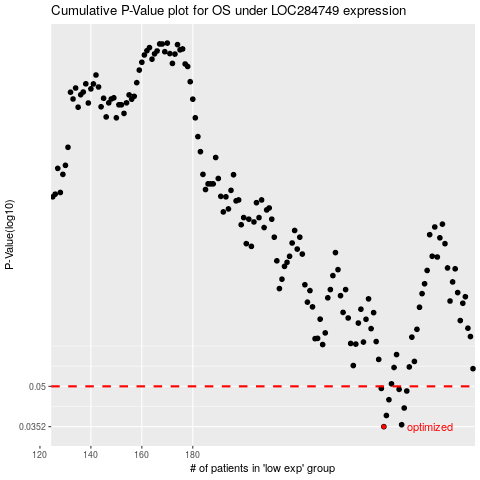 Cumulative P-Value plot for OS under LOC284749 expression
P-Value(log10)
0.05
0.0352
optimized
120 140 160 180
# of patients in 'low exp' group